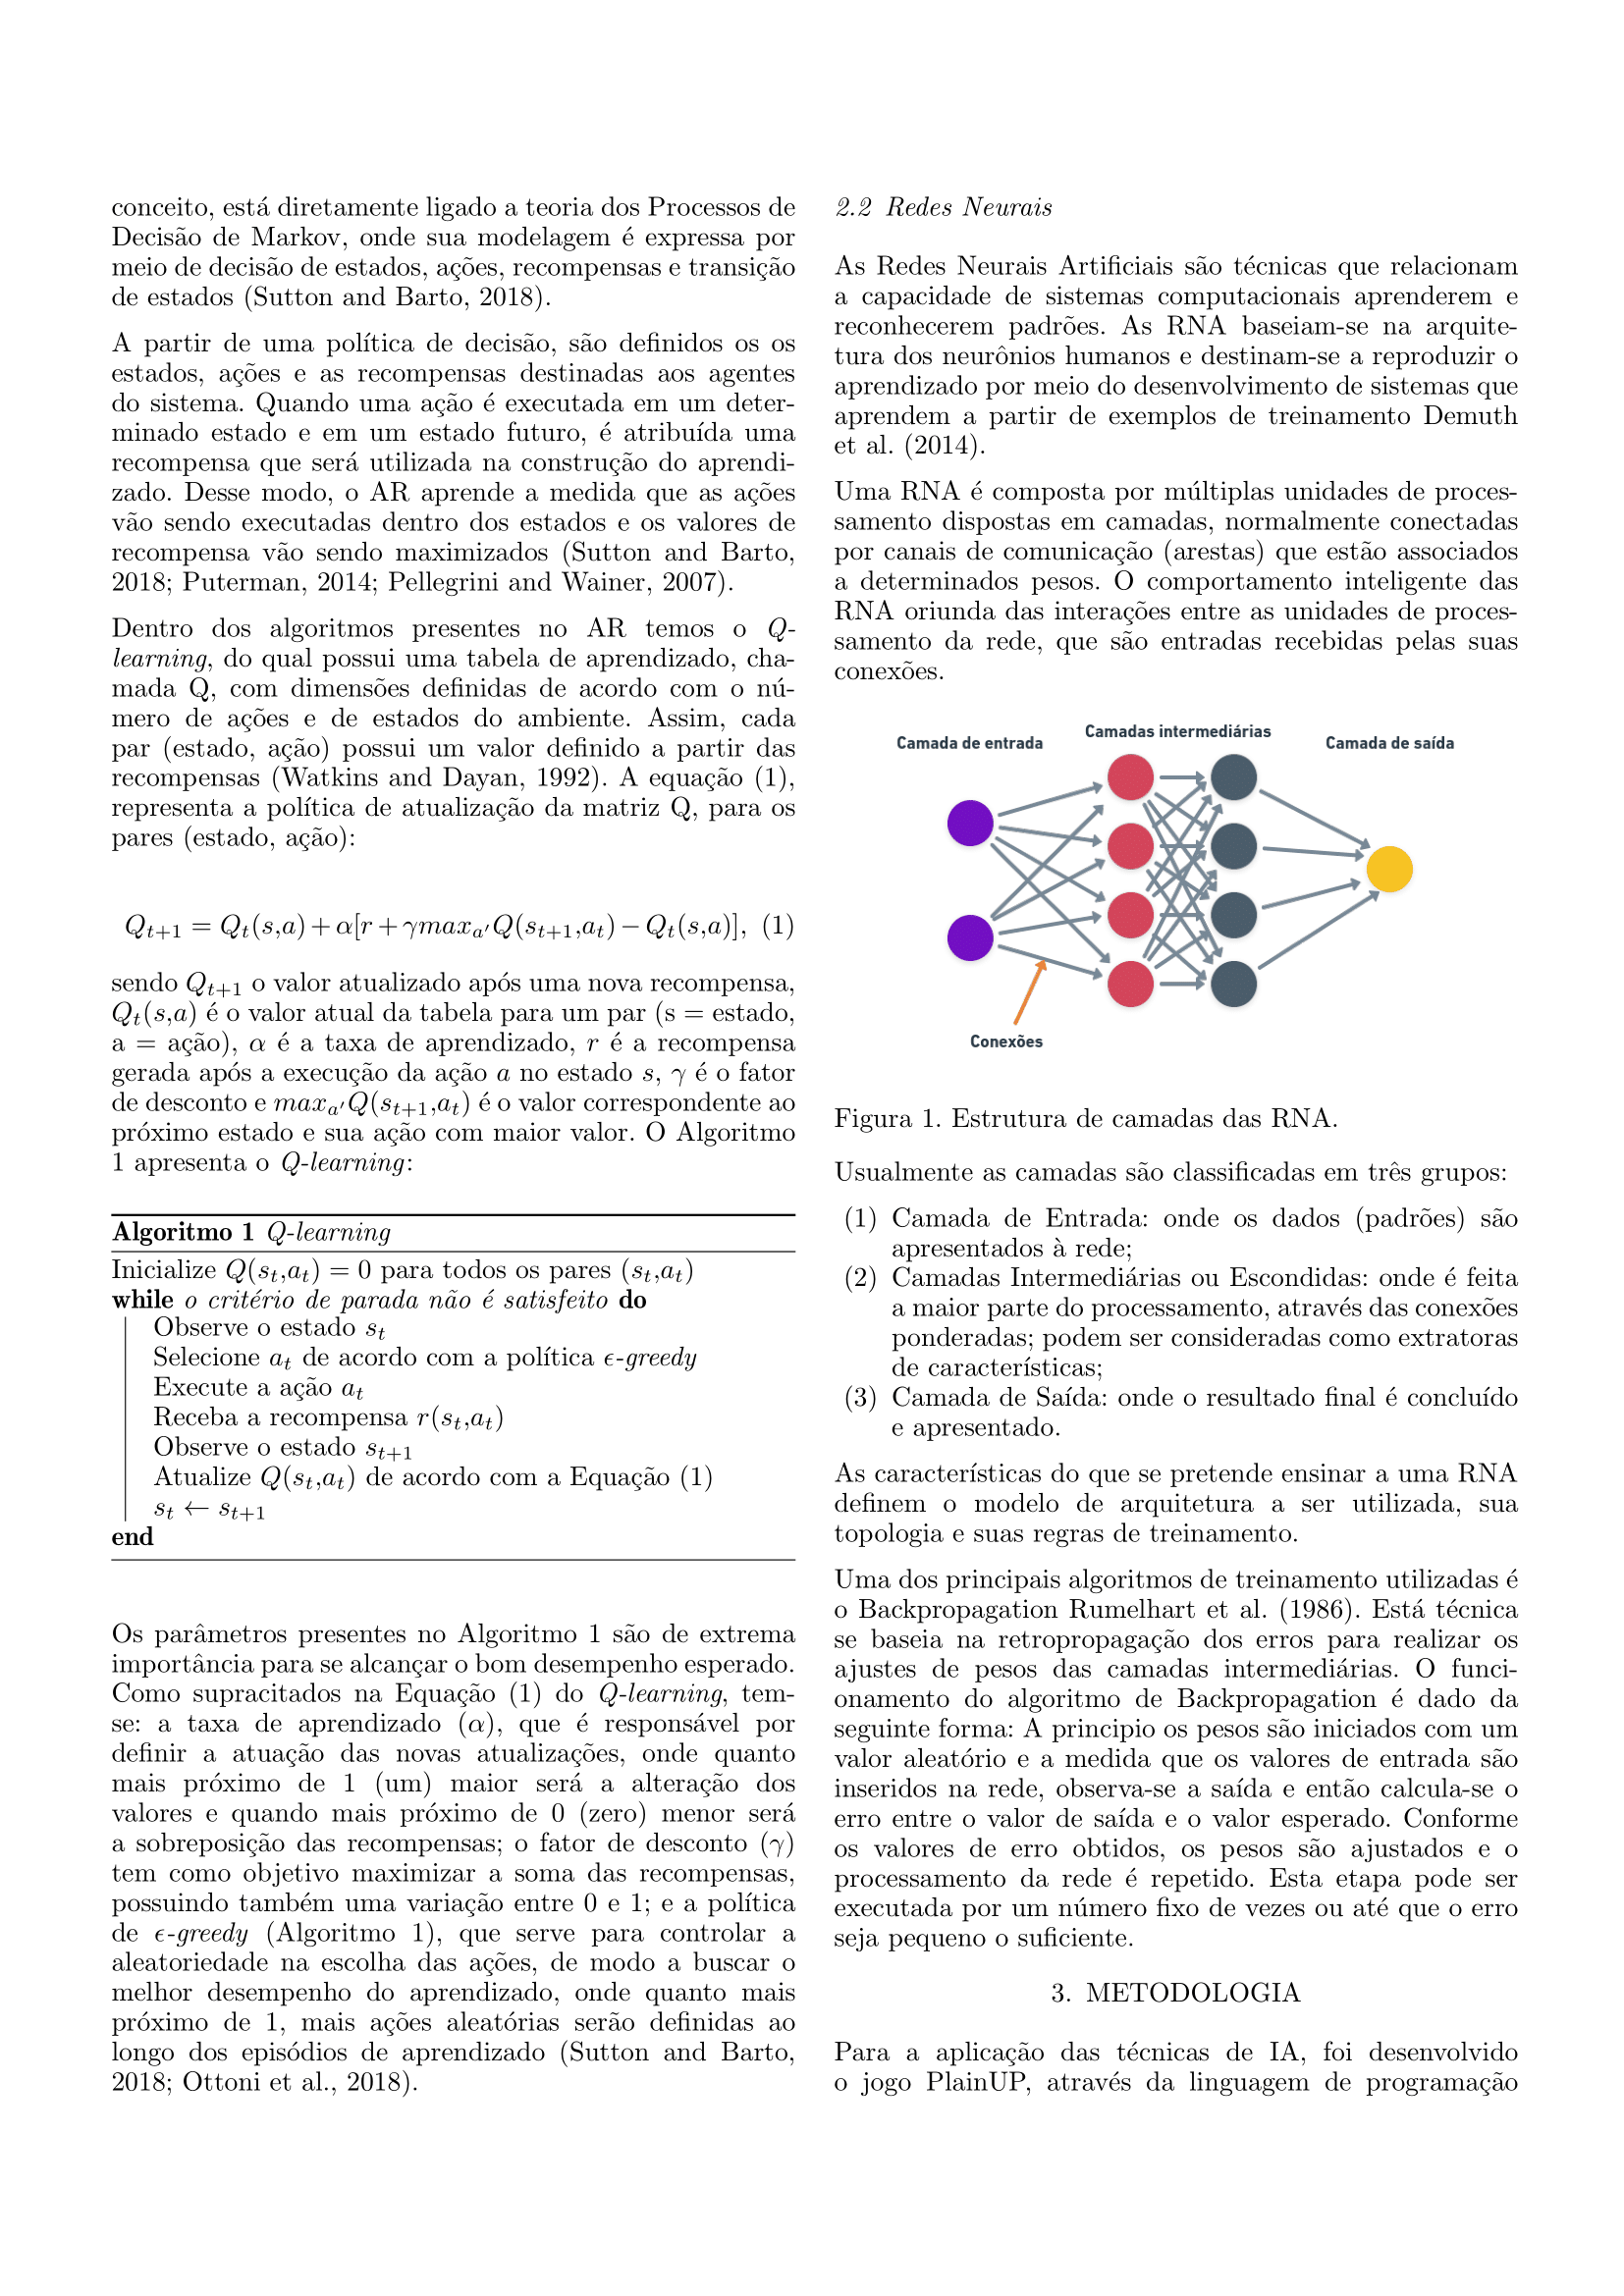 conceito, está diretamente ligado a teoria dos Processos de
Decisão de Markov, onde sua modelagem é expressa por
meio de decisão de estados, ações, recompensas e transição
de estados (Sutton and Barto, 2018).
A partir de uma política de decisão, são definidos os os
estados, ações e as recompensas destinadas aos agentes
do sistema. Quando uma ação é executada em um deter-
minado estado e em um estado futuro, é atribuída uma
recompensa que será utilizada na construção do aprendi-
zado. Desse modo, o AR aprende a medida que as ações
vão sendo executadas dentro dos estados e os valores de
recompensa vão sendo maximizados (Sutton and Barto,
2018; Puterman, 2014; Pellegrini and Wainer, 2007).
Dentro dos algoritmos presentes no AR temos o Q-
learning, do qual possui uma tabela de aprendizado, cha-
mada Q, com dimensões definidas de acordo com o nú-
mero de ações e de estados do ambiente. Assim, cada
par (estado, ação) possui um valor definido a partir das
recompensas (Watkins and Dayan, 1992). A equação (1),
representa a política de atualização da matriz Q, para os
pares (estado, ação):
Q_{t+1} = Q_t(s,a) + α[r + γmax_{a′}Q(s_{t+1},a_t) − Q_t(s,a)], (1)
sendo Q_{t+1} o valor atualizado após uma nova recompensa,
Q_t(s,a) é o valor atual da tabela para um par (s = estado,
a = ação), α é a taxa de aprendizado, r é a recompensa
gerada após a execução da ação a no estado s, γ é o fator
de desconto e max_{a′}Q(s_{t+1},a_t) é o valor correspondente ao
próximo estado e sua ação com maior valor. O Algoritmo
1 apresenta o Q-learning:
Algoritmo 1 Q-learning
Inicialize Q(s_t,a_t) = 0 para todos os pares (s_t,a_t)
while o critério de parada não é satisfeito do
Observe o estado s_t
Selecione a_t de acordo com a política ϵ-greedy
Execute a ação a_t
Receba a recompensa r(s_t,a_t)
Observe o estado s_{t+1}
Atualize Q(s_t,a_t) de acordo com a Equação (1)
s_t ← s_{t+1}
end
Os parâmetros presentes no Algoritmo 1 são de extrema
importância para se alcançar o bom desempenho esperado.
Como supracitados na Equação (1) do Q-learning, tem-
se: a taxa de aprendizado (α), que é responsável por
definir a atuação das novas atualizações, onde quanto
mais próximo de 1 (um) maior será a alteração dos
valores e quando mais próximo de 0 (zero) menor será
a sobreposição das recompensas; o fator de desconto (γ)
tem como objetivo maximizar a soma das recompensas,
possuindo também uma variação entre 0 e 1; e a política
de ϵ-greedy (Algoritmo 1), que serve para controlar a
aleatoriedade na escolha das ações, de modo a buscar o
melhor desempenho do aprendizado, onde quanto mais
próximo de 1, mais ações aleatórias serão definidas ao
longo dos episódios de aprendizado (Sutton and Barto,
2018; Ottoni et al., 2018).
2.2 Redes Neurais
As Redes Neurais Artificiais são técnicas que relacionam
a capacidade de sistemas computacionais aprenderem e
reconhecerem padrões. As RNA baseiam-se na arquite-
tura dos neurônios humanos e destinam-se a reproduzir o
aprendizado por meio do desenvolvimento de sistemas que
aprendem a partir de exemplos de treinamento Demuth
et al. (2014).
Uma RNA é composta por múltiplas unidades de proces-
samento dispostas em camadas, normalmente conectadas
por canais de comunicação (arestas) que estão associados
a determinados pesos. O comportamento inteligente das
RNA oriunda das interações entre as unidades de proces-
samento da rede, que são entradas recebidas pelas suas
conexões.
Camada de entrada
Camadas intermediárias
Camada de saída
Conexões
Figura 1. Estrutura de camadas das RNA.
Usualmente as camadas são classificadas em três grupos:
(1) Camada de Entrada: onde os dados (padrões) são
apresentados à rede;
(2) Camadas Intermediárias ou Escondidas: onde é feita
a maior parte do processamento, através das conexões
ponderadas; podem ser consideradas como extratoras
de características;
(3) Camada de Saída: onde o resultado final é concluído
e apresentado.
As características do que se pretende ensinar a uma RNA
definem o modelo de arquitetura a ser utilizada, sua
topologia e suas regras de treinamento.
Uma dos principais algoritmos de treinamento utilizadas é
o Backpropagation Rumelhart et al. (1986). Está técnica
se baseia na retropropagação dos erros para realizar os
ajustes de pesos das camadas intermediárias. O funci-
onamento do algoritmo de Backpropagation é dado da
seguinte forma: A principio os pesos são iniciados com um
valor aleatório e a medida que os valores de entrada são
inseridos na rede, observa-se a saída e então calcula-se o
erro entre o valor de saída e o valor esperado. Conforme
os valores de erro obtidos, os pesos são ajustados e o
processamento da rede é repetido. Esta etapa pode ser
executada por um número fixo de vezes ou até que o erro
seja pequeno o suficiente.
3. METODOLOGIA
Para a aplicação das técnicas de IA, foi desenvolvido
o jogo PlainUP, através da linguagem de programação